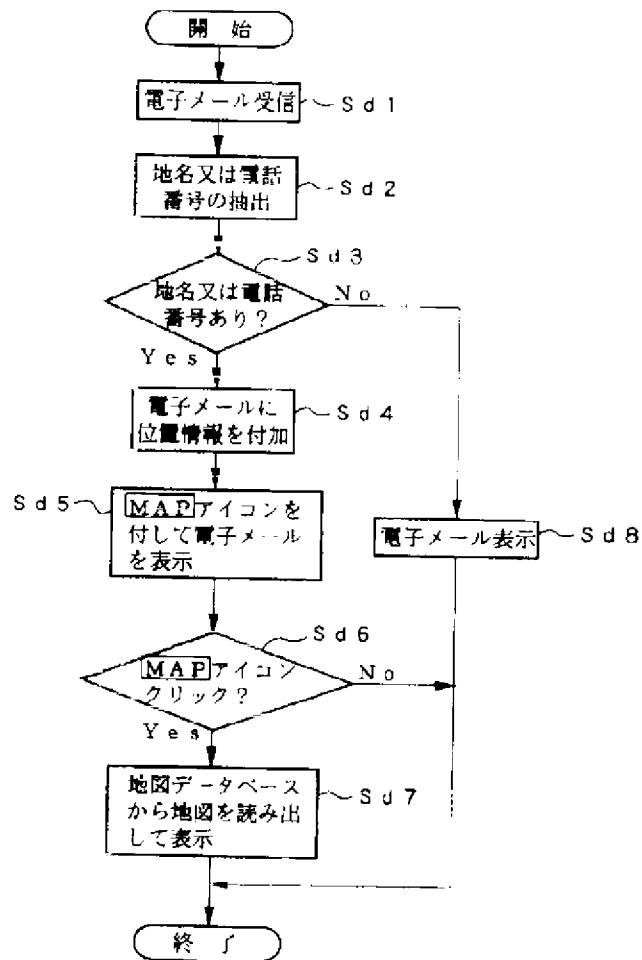 開 始
電子メール受信
Sd1
地名又は電話
番号の抽出
Sd2
Sd3
地名又は電話
番号あり?
No
Yes
電子メールに
位置情報を付加
Sd4
Sd5
MAPアイコンを
付して電子メール
を表示
電子メール表示
Sd8
Sd6
MAPアイコン
クリック?
No
Yes
地図データベース
から地図を読み出
して表示
Sd7
終 了